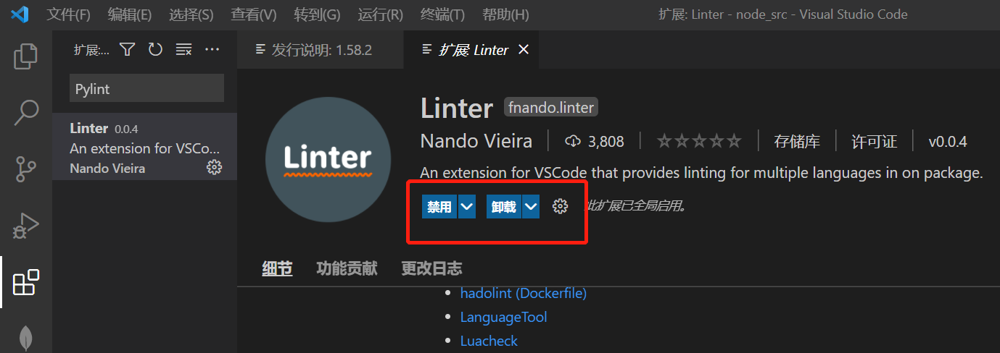 文件(F) 编辑(E) 选择(S) 查看(V) 转到(G) 运行(R) 终端(T) 帮助(H) 扩展: Linter - node_src - Visual Studio Code
扩展:...
发行说明: 1.58.2
扩展: Linter
Pylint
Linter 0.0.4
An extension for VSCo...
Nando Vieira
Linter
Linter fnando.linter
Nando Vieira 3,808 存储库 许可证 v0.0.4
An extension for VSCode that provides linting for multiple languages in on package.
禁用 卸载 此扩展已全局启用。
细节 功能贡献 更改日志
hadolint (Dockerfile)
LanguageTool
Luacheck